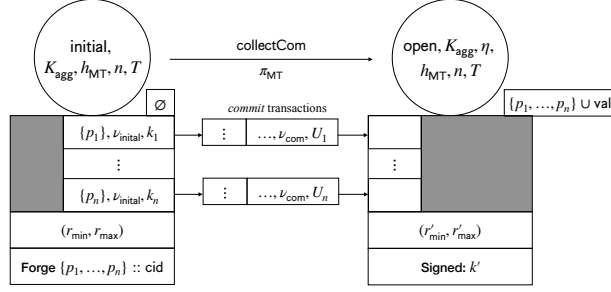 initial,
K_agg, η,
h_MT, n, T
collectCom
π_MT
open, K_agg, η,
h_MT, n, T
∅
{p_1, …, p_n} ∪ val
commit transactions
{p_1}, ν_inital, k_1
⋮
…, ν_com, U_1
⋮
⋮
{p_n}, ν_inital, k_n
⋮
…, ν_com, U_n
(r_min, r_max)
(r′_min, r′_max)
Forge {p_1, …, p_n} :: cid
Signed: k′